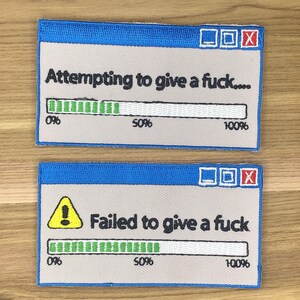 X
Attempting to give a fuck....
0% 50% 100%
X
Failed to give a fuck
0% 50% 100%